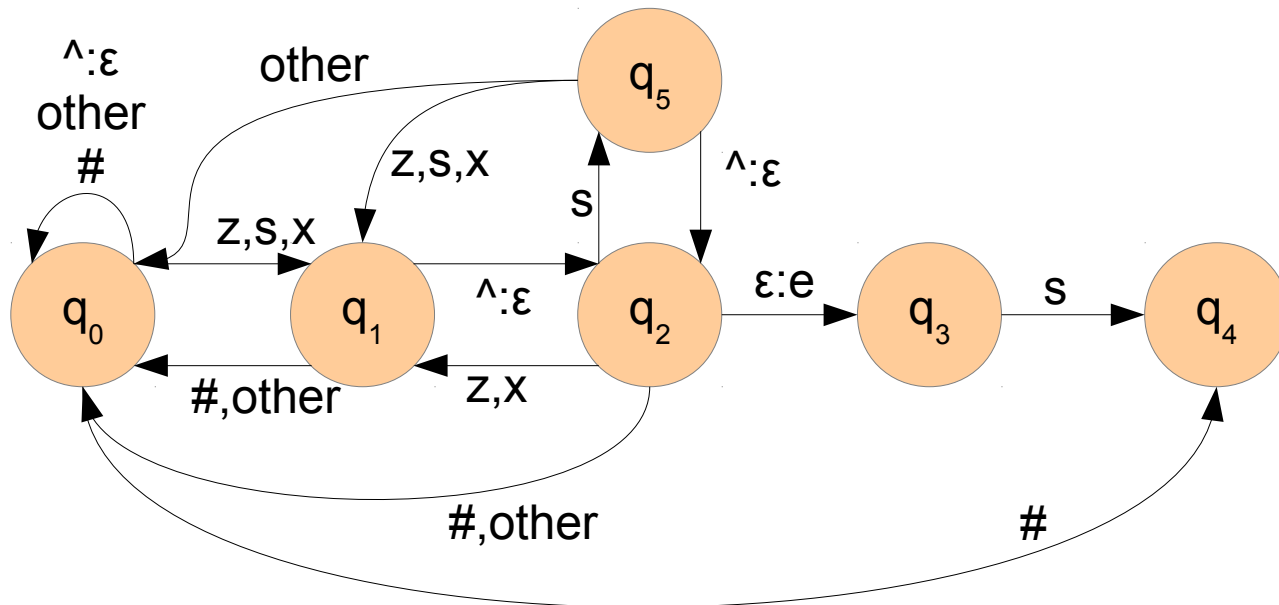 ^:ε
other
#
other
q5
z,s,x
^:ε
s
z,s,x
^:ε
ε:e
s
q0
q1
q2
q3
q4
#,other
z,x
#,other
#